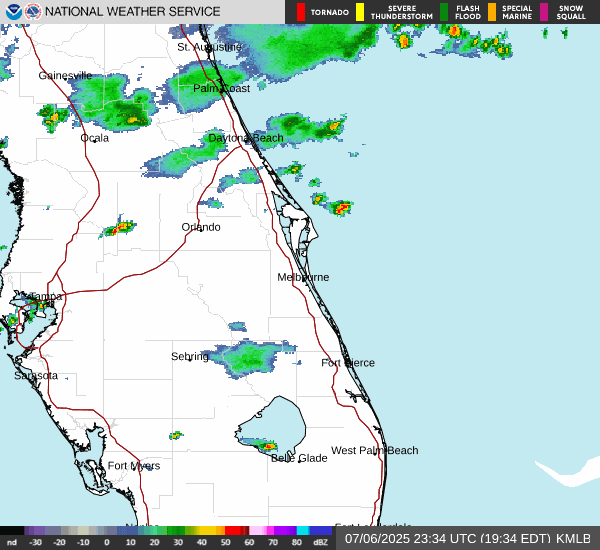 NATIONAL WEATHER SERVICE
TORNADO
SEVERE THUNDERSTORM
FLASH FLOOD
SPECIAL MARINE
SNOW SQUALL
St. Augustine
Gainesville
Palm Coast
Ocala
Daytona Beach
Orlando
Melbourne
Tampa
Sebring
Fort Pierce
Sarasota
West Palm Beach
Belle Glade
Fort Myers
nd -30 -20 -10 0 10 20 30 40 50 60 70 80 dBZ
07/06/2025 23:34 UTC (19:34 EDT) KMLB